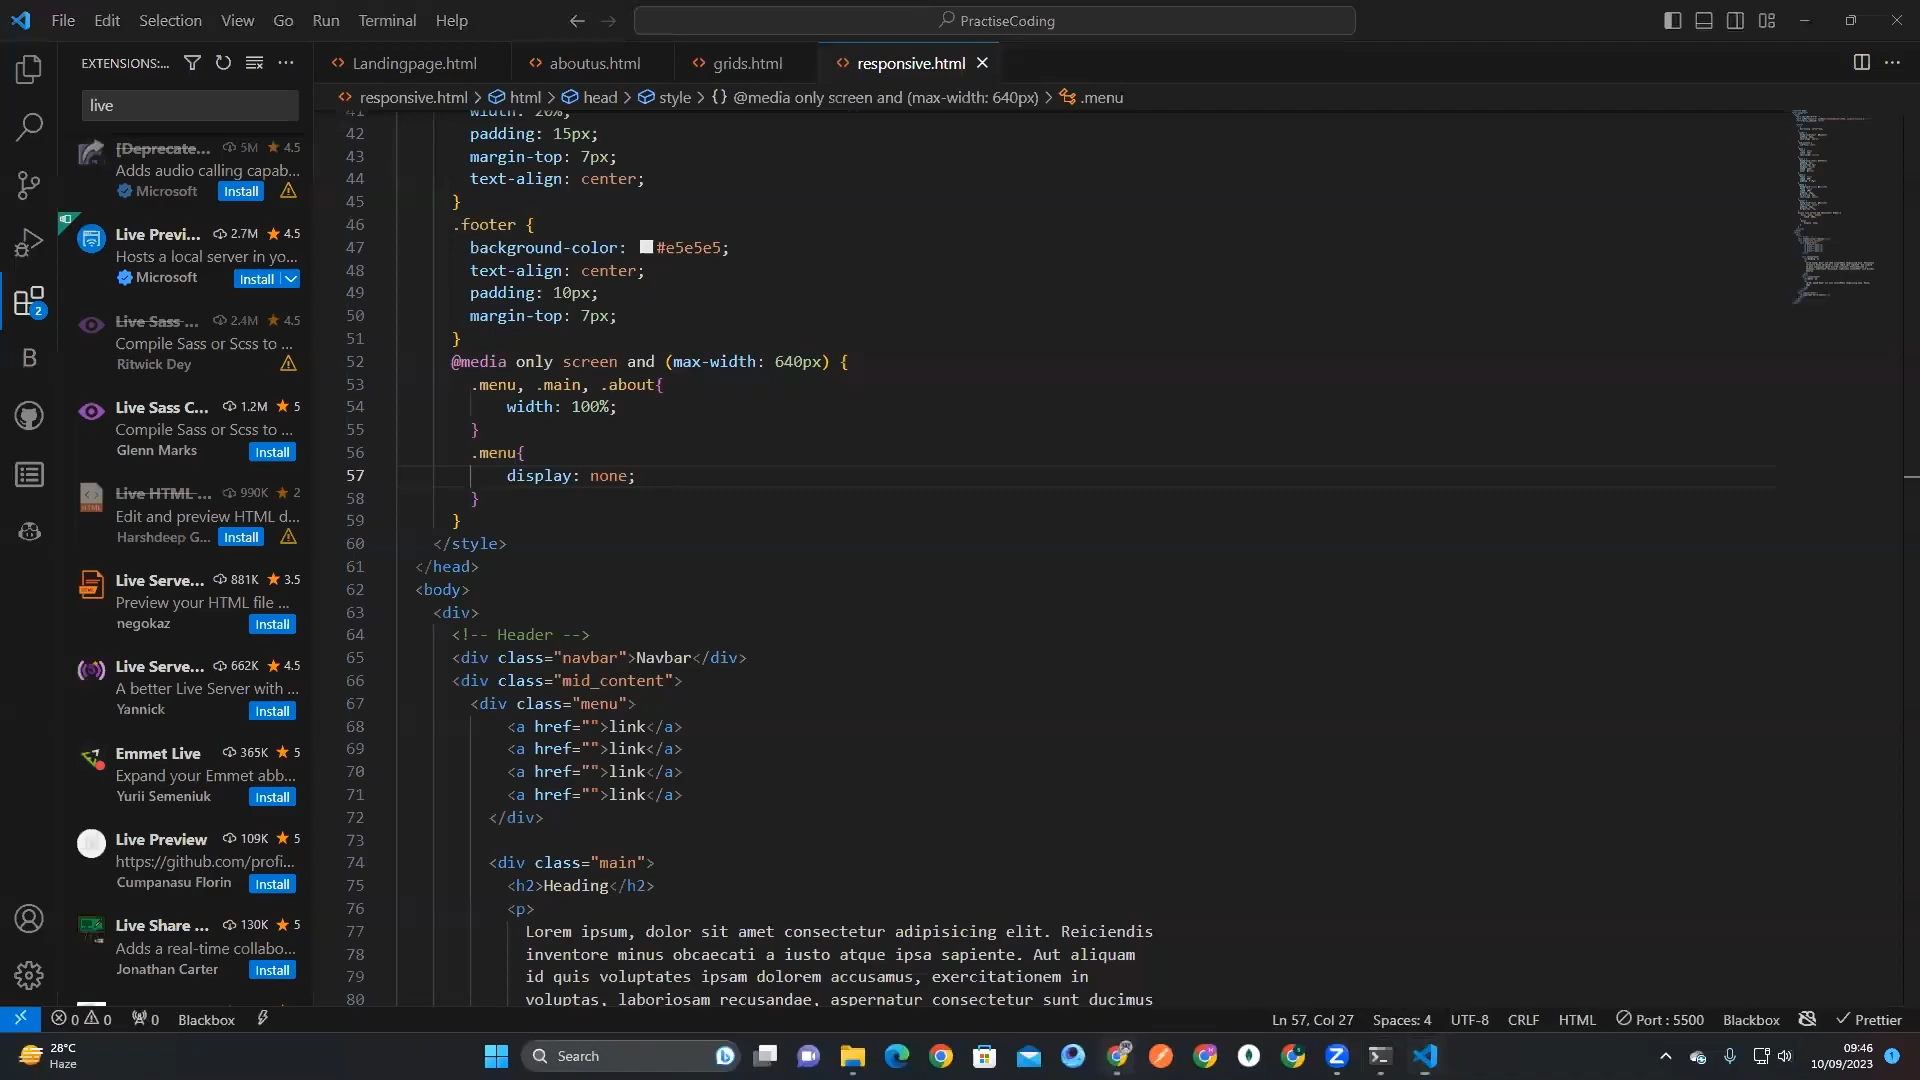 File Edit Selection View Go Run Terminal Help
PractiseCoding
EXTENSIONS:...
live
[Deprecate... 5M 4.5
Adds audio calling capab...
Microsoft Install
Live Previ... 2.7M 4.5
Hosts a local server in yo...
Microsoft Install
Live Sass ... 2.4M 4.5
Compile Sass or Scss to ...
Ritwick Dey
Live Sass C... 1.2M 5
Compile Sass or Scss to ...
Glenn Marks Install
Live HTML ... 990K 2
Edit and preview HTML d...
Harshdeep G... Install
Live Serve... 881K 3.5
Preview your HTML file ...
negokaz Install
Live Serve... 662K 4.5
A better Live Server with ...
Yannick Install
Emmet Live 365K 5
Expand your Emmet abb...
Yurii Semeniuk Install
Live Preview 109K 5
https://github.com/profi...
Cumpanasu Florin Install
Live Share ... 130K 5
Adds a real-time collabo...
Jonathan Carter Install
2
Landingpage.html aboutus.html grids.html responsive.html
responsive.html > html > head > style > {} @media only screen and (max-width: 640px) > .menu
41 width: 20%;
42 padding: 15px;
43 margin-top: 7px;
44 text-align: center;
45 }
46 .footer {
47 background-color: #e5e5e5;
48 text-align: center;
49 padding: 10px;
50 margin-top: 7px;
51 }
52 @media only screen and (max-width: 640px) {
53 .menu, .main, .about{
54 width: 100%;
55 }
56 .menu{
57 display: none;
58 }
59 }
60 </style>
61 </head>
62 <body>
63 <div>
64 <!-- Header -->
65 <div class="navbar">Navbar</div>
66 <div class="mid_content">
67 <div class="menu">
68 <a href="">link</a>
69 <a href="">link</a>
70 <a href="">link</a>
71 <a href="">link</a>
72 </div>
73
74 <div class="main">
75 <h2>Heading</h2>
76 <p>
77 Lorem ipsum, dolor sit amet consectetur adipisicing elit. Reiciendis
78 inventore minus obcaecati a iusto atque ipsa sapiente. Aut aliquam
79 id quis voluptates ipsam dolorem accusamus, exercitationem in
80 voluptas, laboriosam recusandae, aspernatur consectetur sunt ducimus
0 0 0 Blackbox Ln 57, Col 27 Spaces: 4 UTF-8 CRLF HTML Port : 5500 Blackbox Prettier
28°C
Haze
Search
09:46
10/09/2023
1